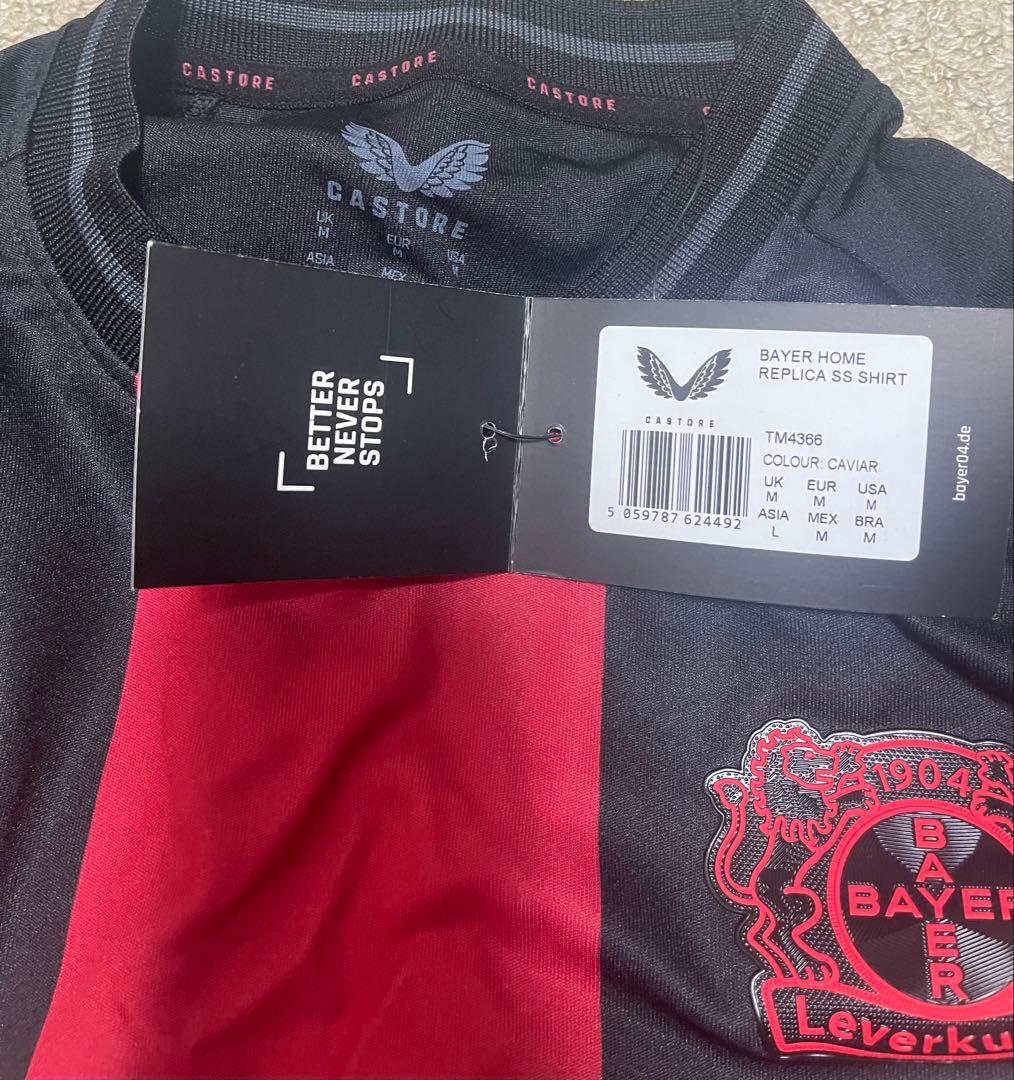 CASTORE
CASTORE
CASTORE
CASTORE
UK
M
EUR
M
USA
M
ASIA
MEX
BETTER
NEVER
STOPS
BAYER HOME
REPLICA SS SHIRT
CASTORE
TM4366
COLOUR: CAVIAR
UK EUR USA
M M M
ASIA MEX BRA
L M M
5 059787 624492
bayer04.de
1904
BAYER
BAYER
Leverku